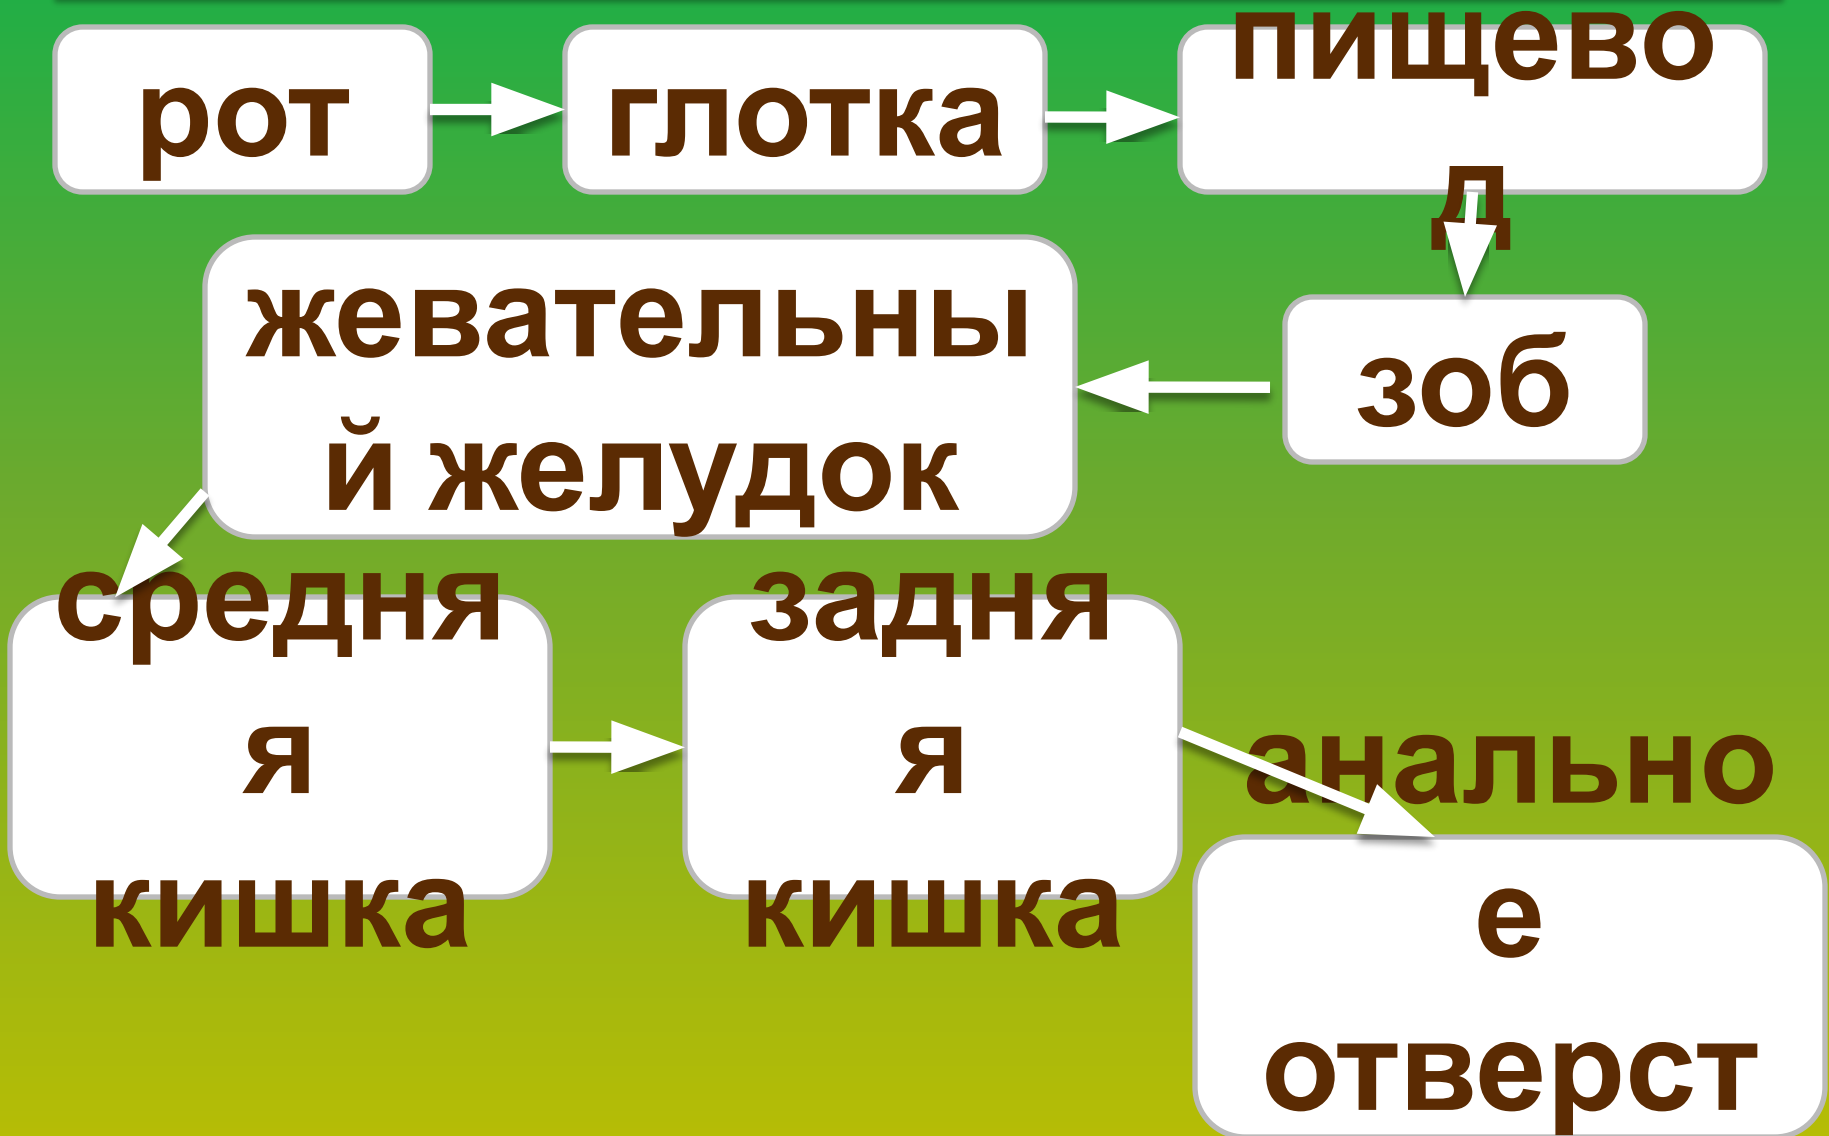 рот
глотка
пищево
д
зоб
жевательны
й желудок
средня
я
кишка
задня
я
кишка
анально
е
отверст